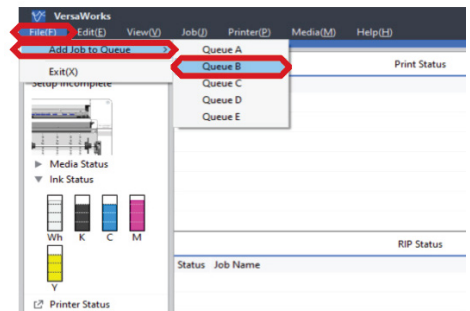 VersaWorks
File(F) Edit(E) View(V) Job(J) Printer(P) Media(M) Help(H)
Add Job to Queue
Exit(X)
Queue A
Queue B
Queue C
Queue D
Queue E
Print Status
Setup Incomplete
Media Status
Ink Status
Wh K C M
Y
Printer Status
RIP Status
Status Job Name